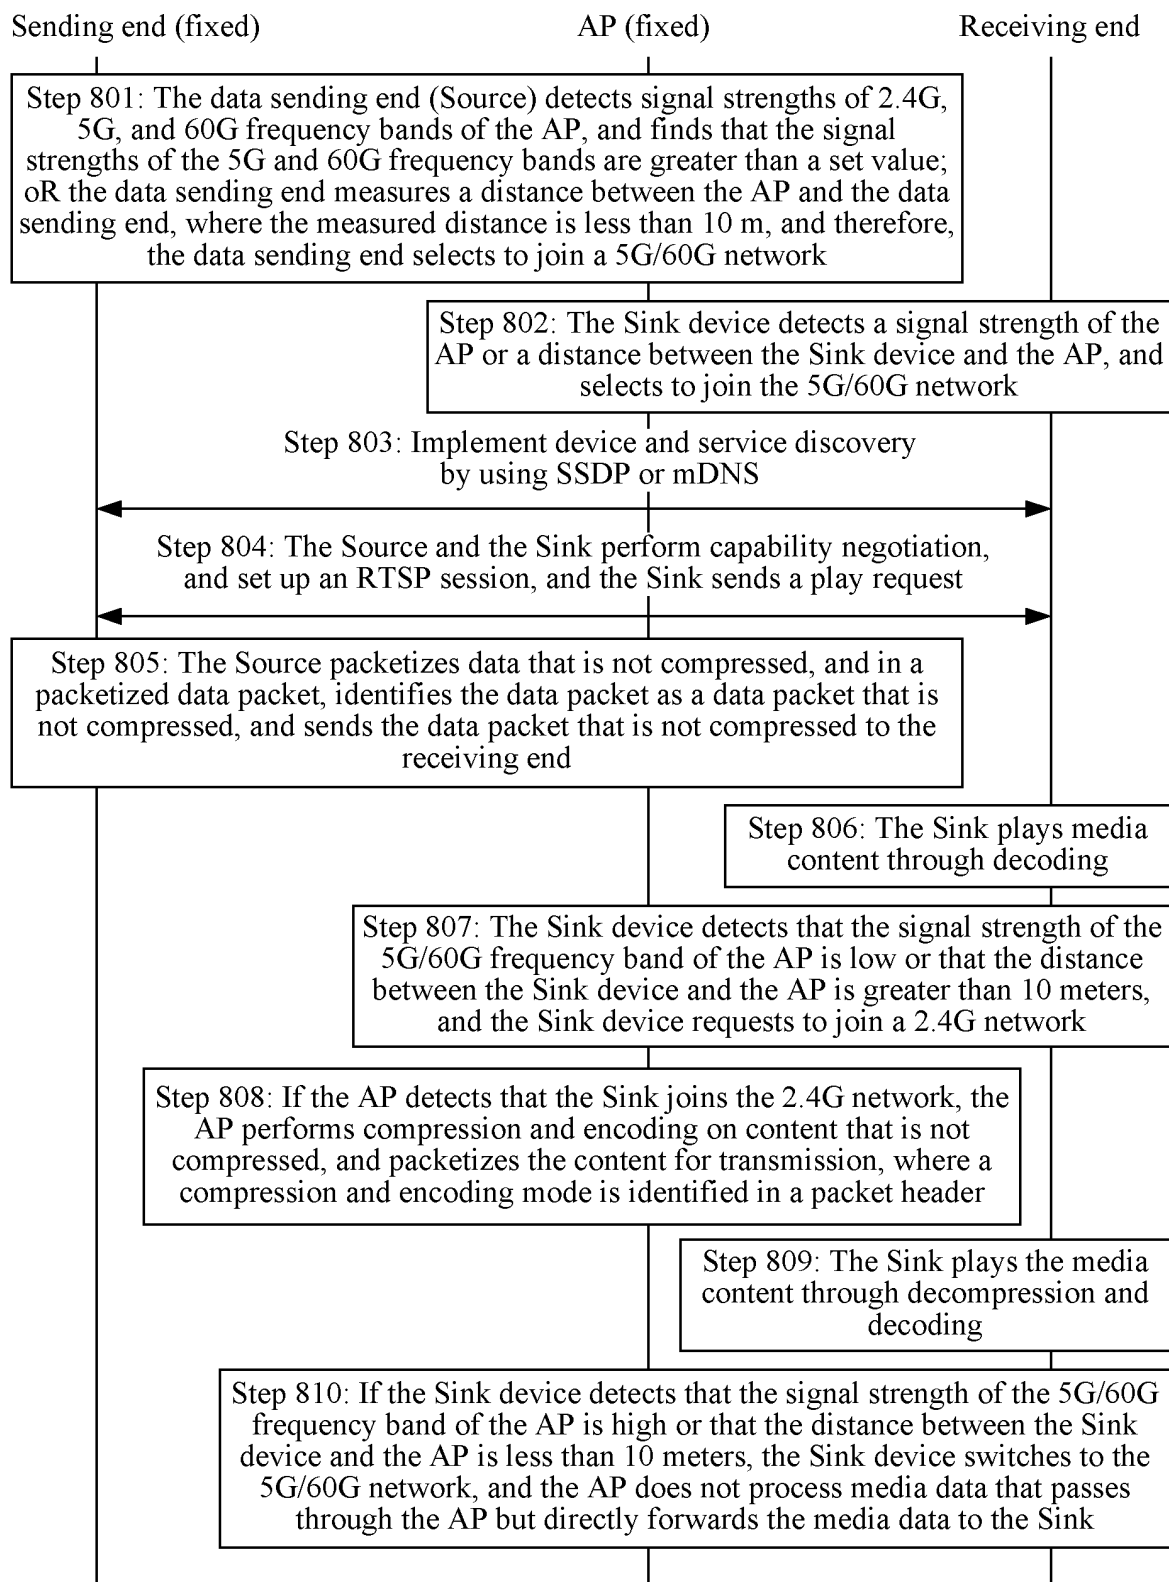 Sending end (fixed)
AP (fixed)
Receiving end
Step 801: The data sending end (Source) detects signal strengths of 2.4G,
5G, and 60G frequency bands of the AP, and finds that the signal
strengths of the 5G and 60G frequency bands are greater than a set value;
oR the data sending end measures a distance between the AP and the data
sending end, where the measured distance is less than 10 m, and therefore,
the data sending end selects to join a 5G/60G network
Step 802: The Sink device detects a signal strength of the
AP or a distance between the Sink device and the AP, and
selects to join the 5G/60G network
Step 803: Implement device and service discovery
by using SSDP or mDNS
Step 804: The Source and the Sink perform capability negotiation,
and set up an RTSP session, and the Sink sends a play request
Step 805: The Source packetizes data that is not compressed, and in a
packetized data packet, identifies the data packet as a data packet that is
not compressed, and sends the data packet that is not compressed to the
receiving end
Step 806: The Sink plays media
content through decoding
Step 807: The Sink device detects that the signal strength of the
5G/60G frequency band of the AP is low or that the distance
between the Sink device and the AP is greater than 10 meters,
and the Sink device requests to join a 2.4G network
Step 808: If the AP detects that the Sink joins the 2.4G network, the
AP performs compression and encoding on content that is not
compressed, and packetizes the content for transmission, where a
compression and encoding mode is identified in a packet header
Step 809: The Sink plays the media
content through decompression and
decoding
Step 810: If the Sink device detects that the signal strength of the 5G/60G
frequency band of the AP is high or that the distance between the Sink
device and the AP is less than 10 meters, the Sink device switches to the
5G/60G network, and the AP does not process media data that passes
through the AP but directly forwards the media data to the Sink